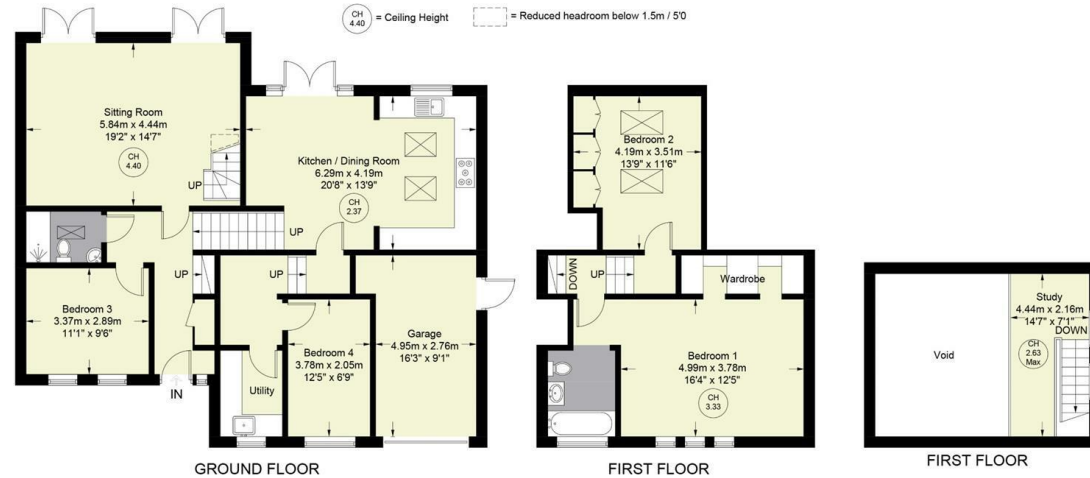 CH
4.40
= Ceiling Height
= Reduced headroom below 1.5m / 5'0
Sitting Room
5.84m x 4.44m
19'2" x 14'7"
CH
4.40
UP
Kitchen / Dining Room
6.29m x 4.19m
20'8" x 13'9"
CH
2.37
UP
UP
UP
Bedroom 3
3.37m x 2.89m
11'1" x 9'6"
IN
Utility
Bedroom 4
3.78m x 2.05m
12'5" x 6'9"
Garage
4.95m x 2.76m
16'3" x 9'1"
GROUND FLOOR
Bedroom 2
4.19m x 3.51m
13'9" x 11'6"
DOWN
UP
Wardrobe
Bedroom 1
4.99m x 3.78m
16'4" x 12'5"
CH
3.33
FIRST FLOOR
Void
Study
4.44m x 2.16m
14'7" x 7'1"
DOWN
CH
2.63
Max
FIRST FLOOR